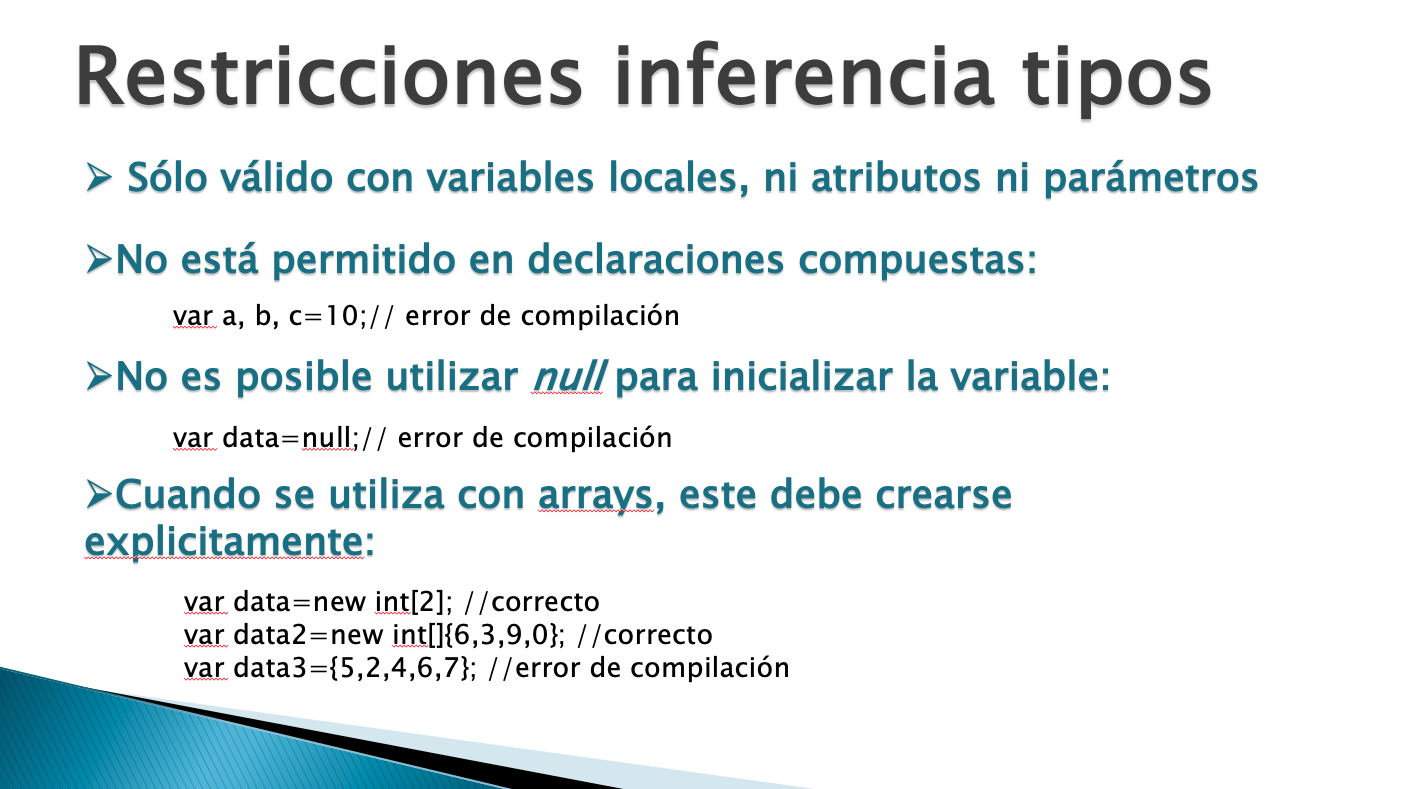 Restricciones inferencia tipos
➢ Sólo válido con variables locales, ni atributos ni parámetros
➢No está permitido en declaraciones compuestas:
var a, b, c=10;// error de compilación
➢No es posible utilizar null para inicializar la variable:
var data=null;// error de compilación
➢Cuando se utiliza con arrays, este debe crearse
explicitamente:
var data=new int[2]; //correcto
var data2=new int[]{6,3,9,0}; //correcto
var data3={5,2,4,6,7}; //error de compilación